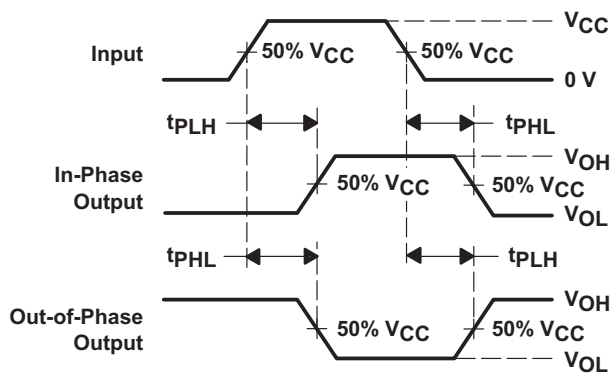 VCC
Input
50% VCC
50% VCC
0 V
tPLH
tPHL
In-Phase
Output
VOH
50% VCC
50% VCC
VOL
tPHL
tPLH
Out-of-Phase
Output
VOH
50% VCC
50% VCC
VOL